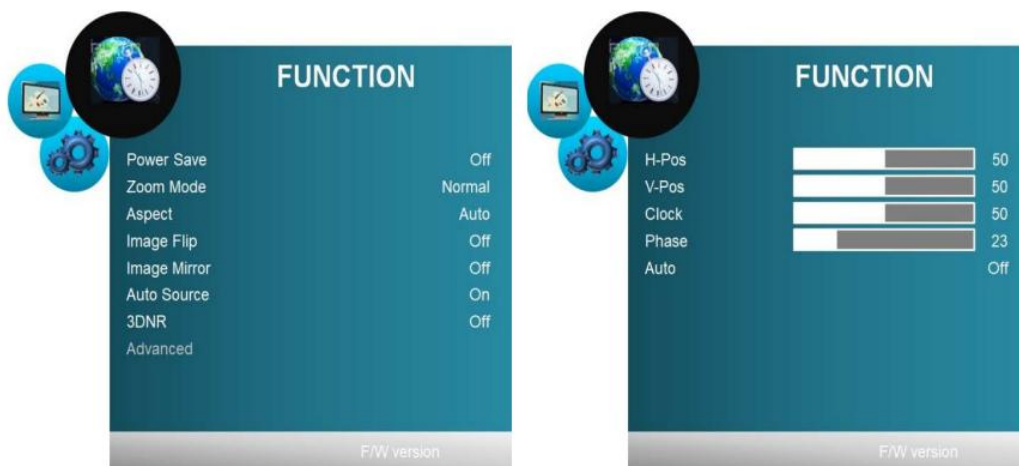 FUNCTION
Power Save Off
Zoom Mode Normal
Aspect Auto
Image Flip Off
Image Mirror Off
Auto Source On
3DNR Off
Advanced
F/W version
FUNCTION
H-Pos 50
V-Pos 50
Clock 50
Phase 23
Auto Off
F/W version